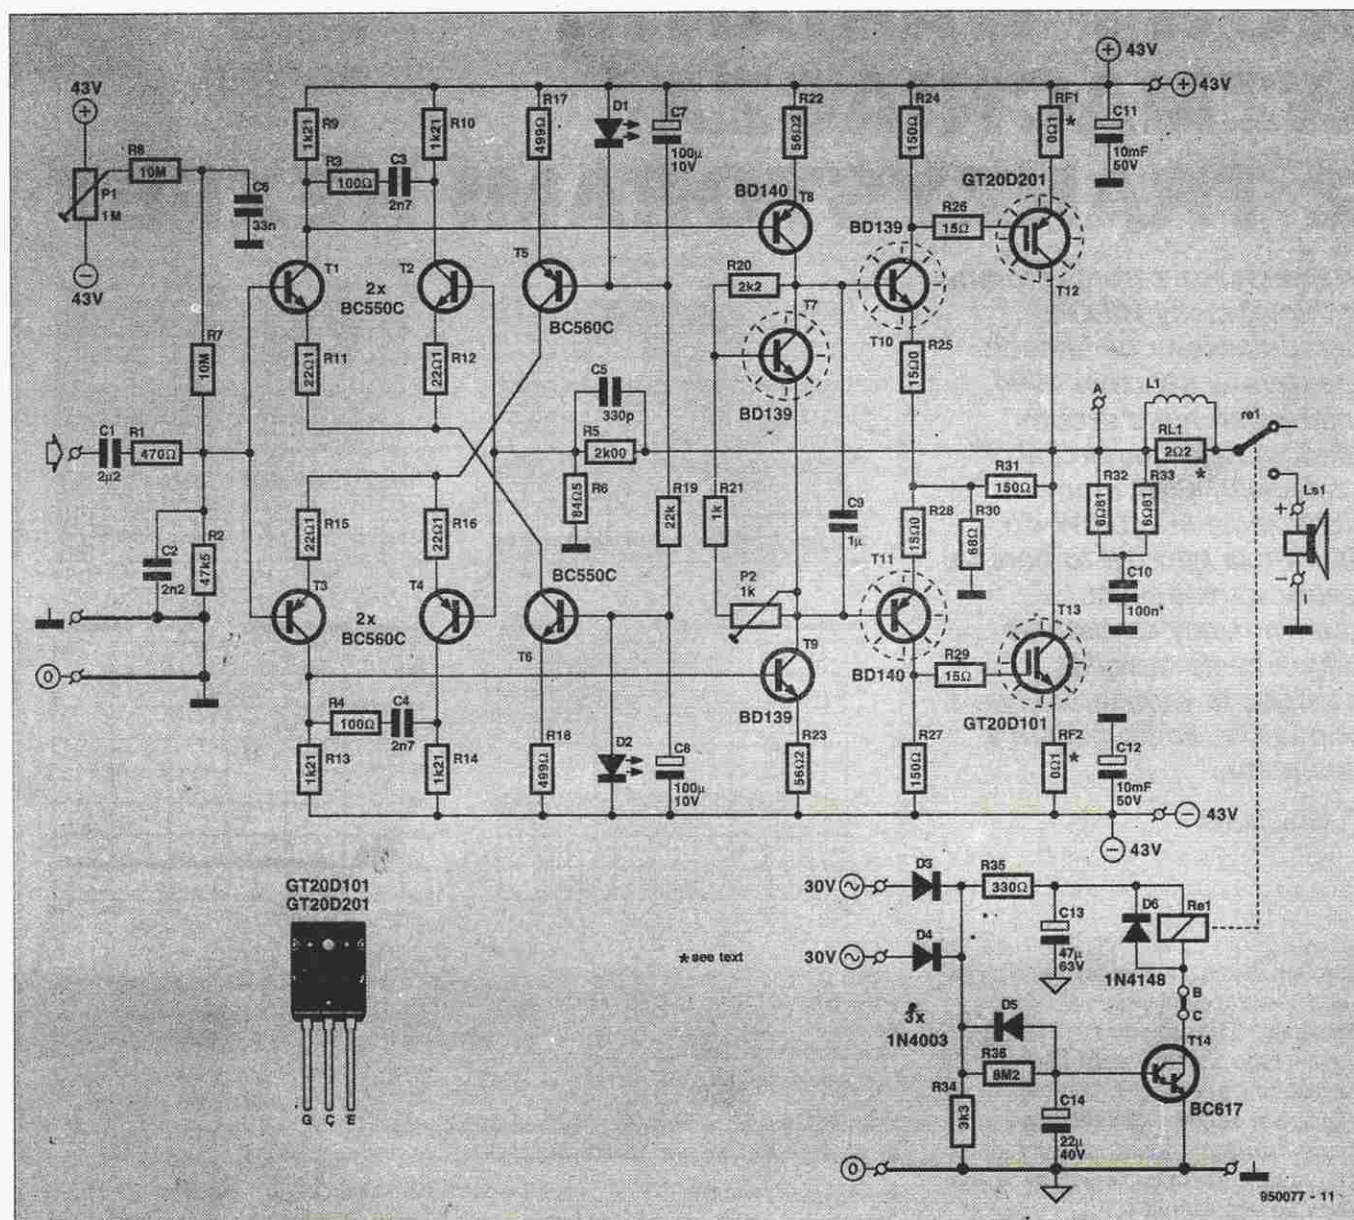 43V
43V
43V
43V
P1
1M
R8
10M
C6
33n
R7
10M
C1
2µ2
R1
470Ω
C2
2n2
R2
47k5
0
R9
1k21
R10
1k21
R3
100Ω
C3
2n7
R17
499Ω
D1
C7
100µ
10V
R22
56Ω2
R24
150Ω
RF1
0Ω1
*
C11
10mF
50V
T1
2x
BC550C
T2
T5
BC560C
BD140
T8
BD139
T10
R26
15Ω
GT20D201
T12
R20
2k2
T7
BD139
R11
22Ω1
R12
22Ω1
R25
15Ω0
C5
330p
R5
2k00
R6
84Ω5
R19
22k
R21
1k
C9
1µ
R31
150Ω
R28
15Ω0
R30
68Ω
A
L1
RL1
2Ω2
*
re1
R32
6Ω81
R33
6Ω81
Ls1
+
−
C10
100n*
R15
22Ω1
R16
22Ω1
BC550C
T6
P2
1k
T11
BD140
T13
T3
2x
BC560C
T4
T9
BD139
R29
15Ω
GT20D101
R4
100Ω
C4
2n7
R13
1k21
R14
1k21
R18
499Ω
D2
C8
100µ
10V
R23
56Ω2
R27
150Ω
RF2
0Ω1
*
C12
10mF
50V
43V
43V
GT20D101
GT20D201
G C E
* see text
30V
D3
R35
330Ω
C13
47µ
63V
D6
1N4148
Re1
30V
D4
3x
1N4003
D5
R36
8M2
R34
3k3
C14
22µ
40V
B
C
T14
BC617
0
950077 - 11